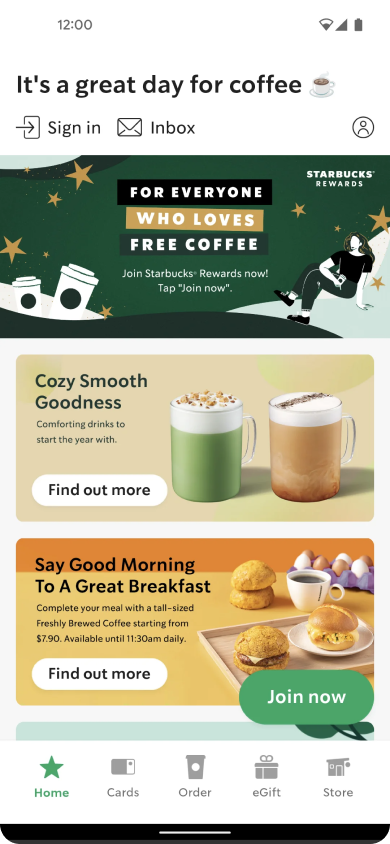 12:00
It's a great day for coffee ☕
Sign in
Inbox
STARBUCKS®
REWARDS
FOR EVERYONE
WHO LOVES
FREE COFFEE
Join Starbucks® Rewards now!
Tap "Join now".
Cozy Smooth
Goodness
Comforting drinks to
start the year with.
Find out more
Say Good Morning
To A Great Breakfast
Complete your meal with a tall-sized
Freshly Brewed Coffee starting from
$7.90. Available until 11:30am daily.
Find out more
Join now
Home
Cards
Order
eGift
Store